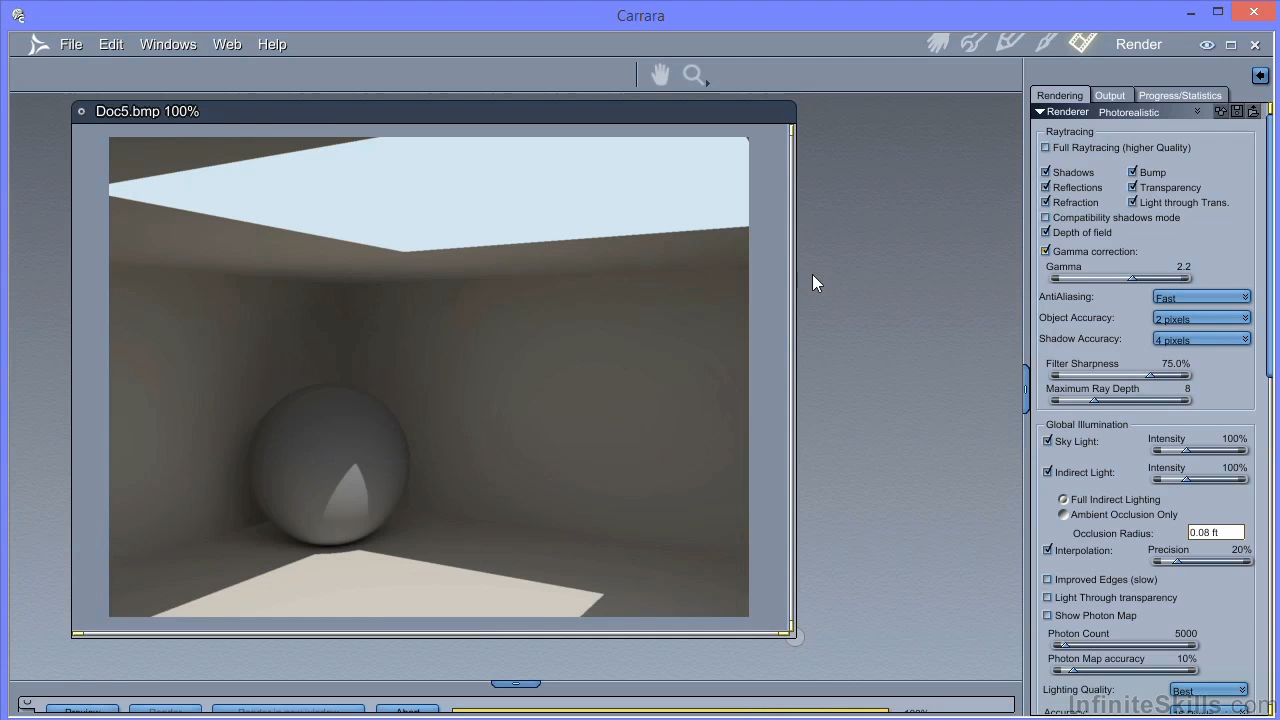 Carrara
File Edit Windows Web Help
Render
Doc5.bmp 100%
Rendering Output Progress/Statistics
Renderer Photorealistic
Raytracing
Full Raytracing (higher Quality)
Shadows Bump
Reflections Transparency
Refraction Light through Trans.
Compatibility shadows mode
Depth of field
Gamma correction:
Gamma 2.2
AntiAliasing: Fast
Object Accuracy: 2 pixels
Shadow Accuracy: 4 pixels
Filter Sharpness 75.0%
Maximum Ray Depth 8
Global Illumination
Sky Light: Intensity 100%
Indirect Light: Intensity 100%
Full Indirect Lighting
Ambient Occlusion Only
Occlusion Radius: 0.08 ft
Interpolation: Precision 20%
Improved Edges (slow)
Light Through transparency
Show Photon Map
Photon Count 5000
Photon Map accuracy 10%
Lighting Quality: Best
InfiniteSkills.com